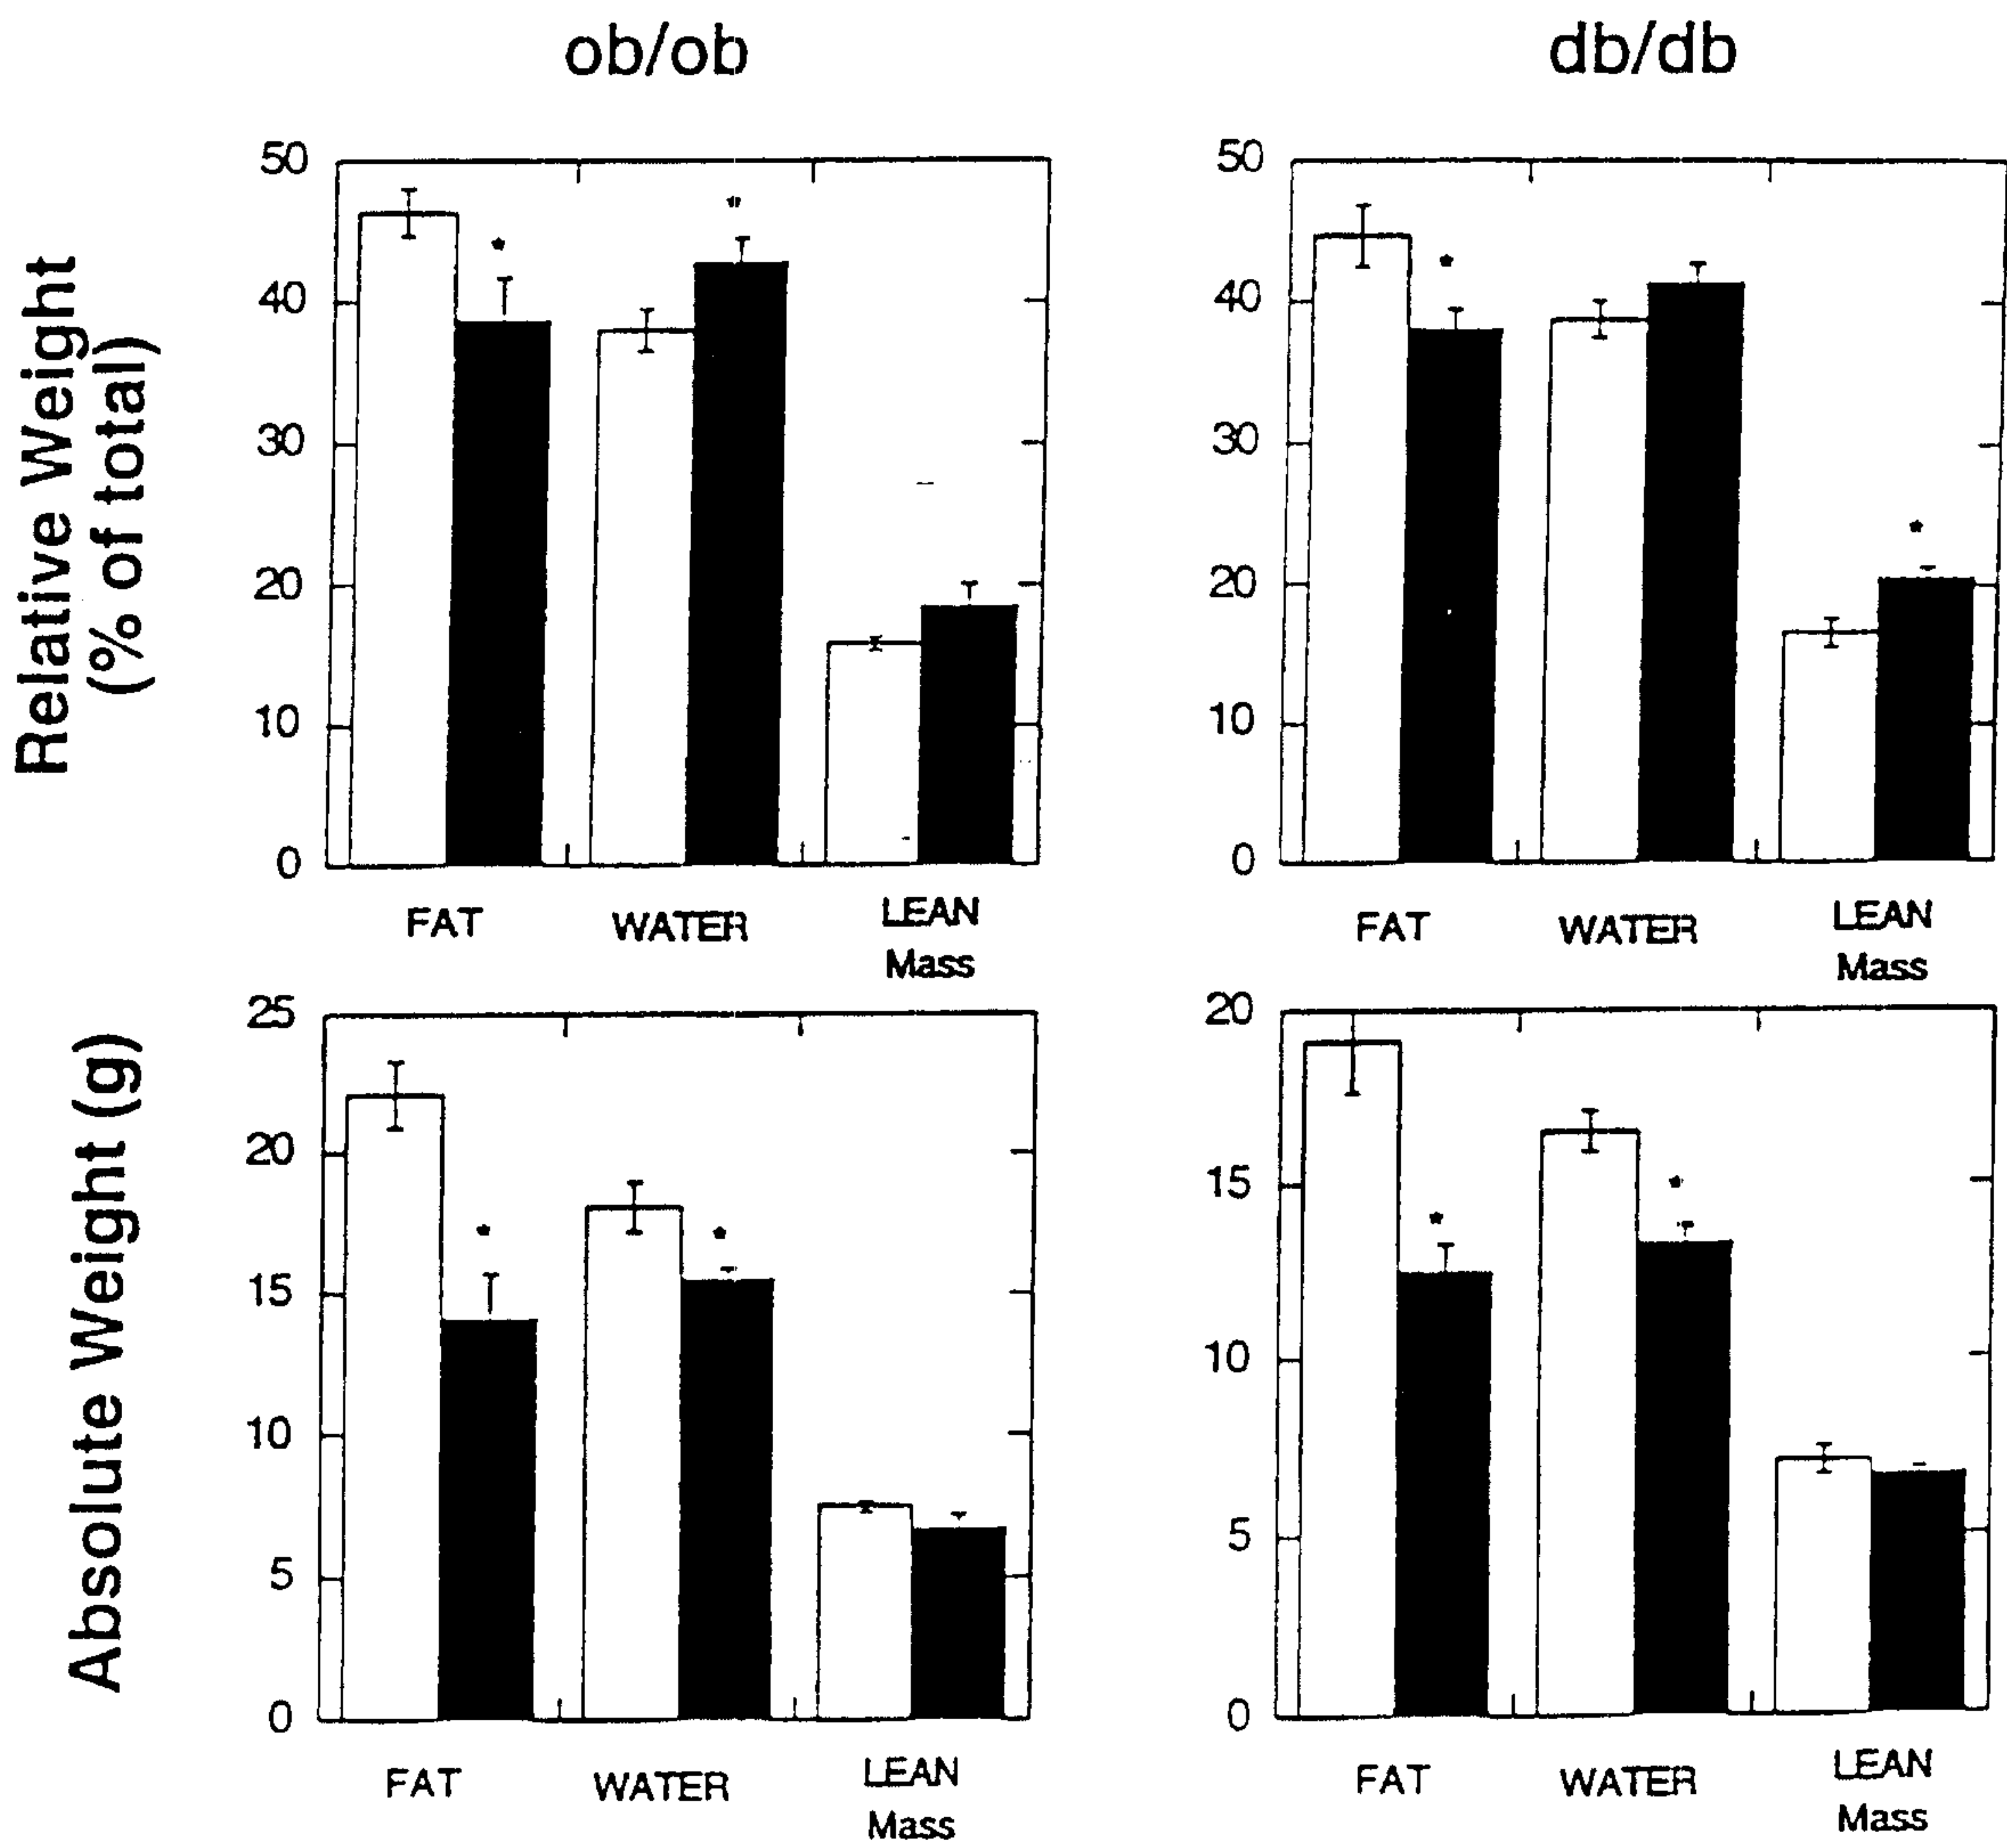 ob/ob
db/db
Relative Weight
(% of total)
50
40
30
20
10
0
FAT
WATER
LEAN
Mass
50
40
30
20
10
0
FAT
WATER
LEAN
Mass
Absolute Weight (g)
25
20
15
10
5
0
FAT
WATER
LEAN
Mass
20
15
10
5
0
FAT
WATER
LEAN
Mass